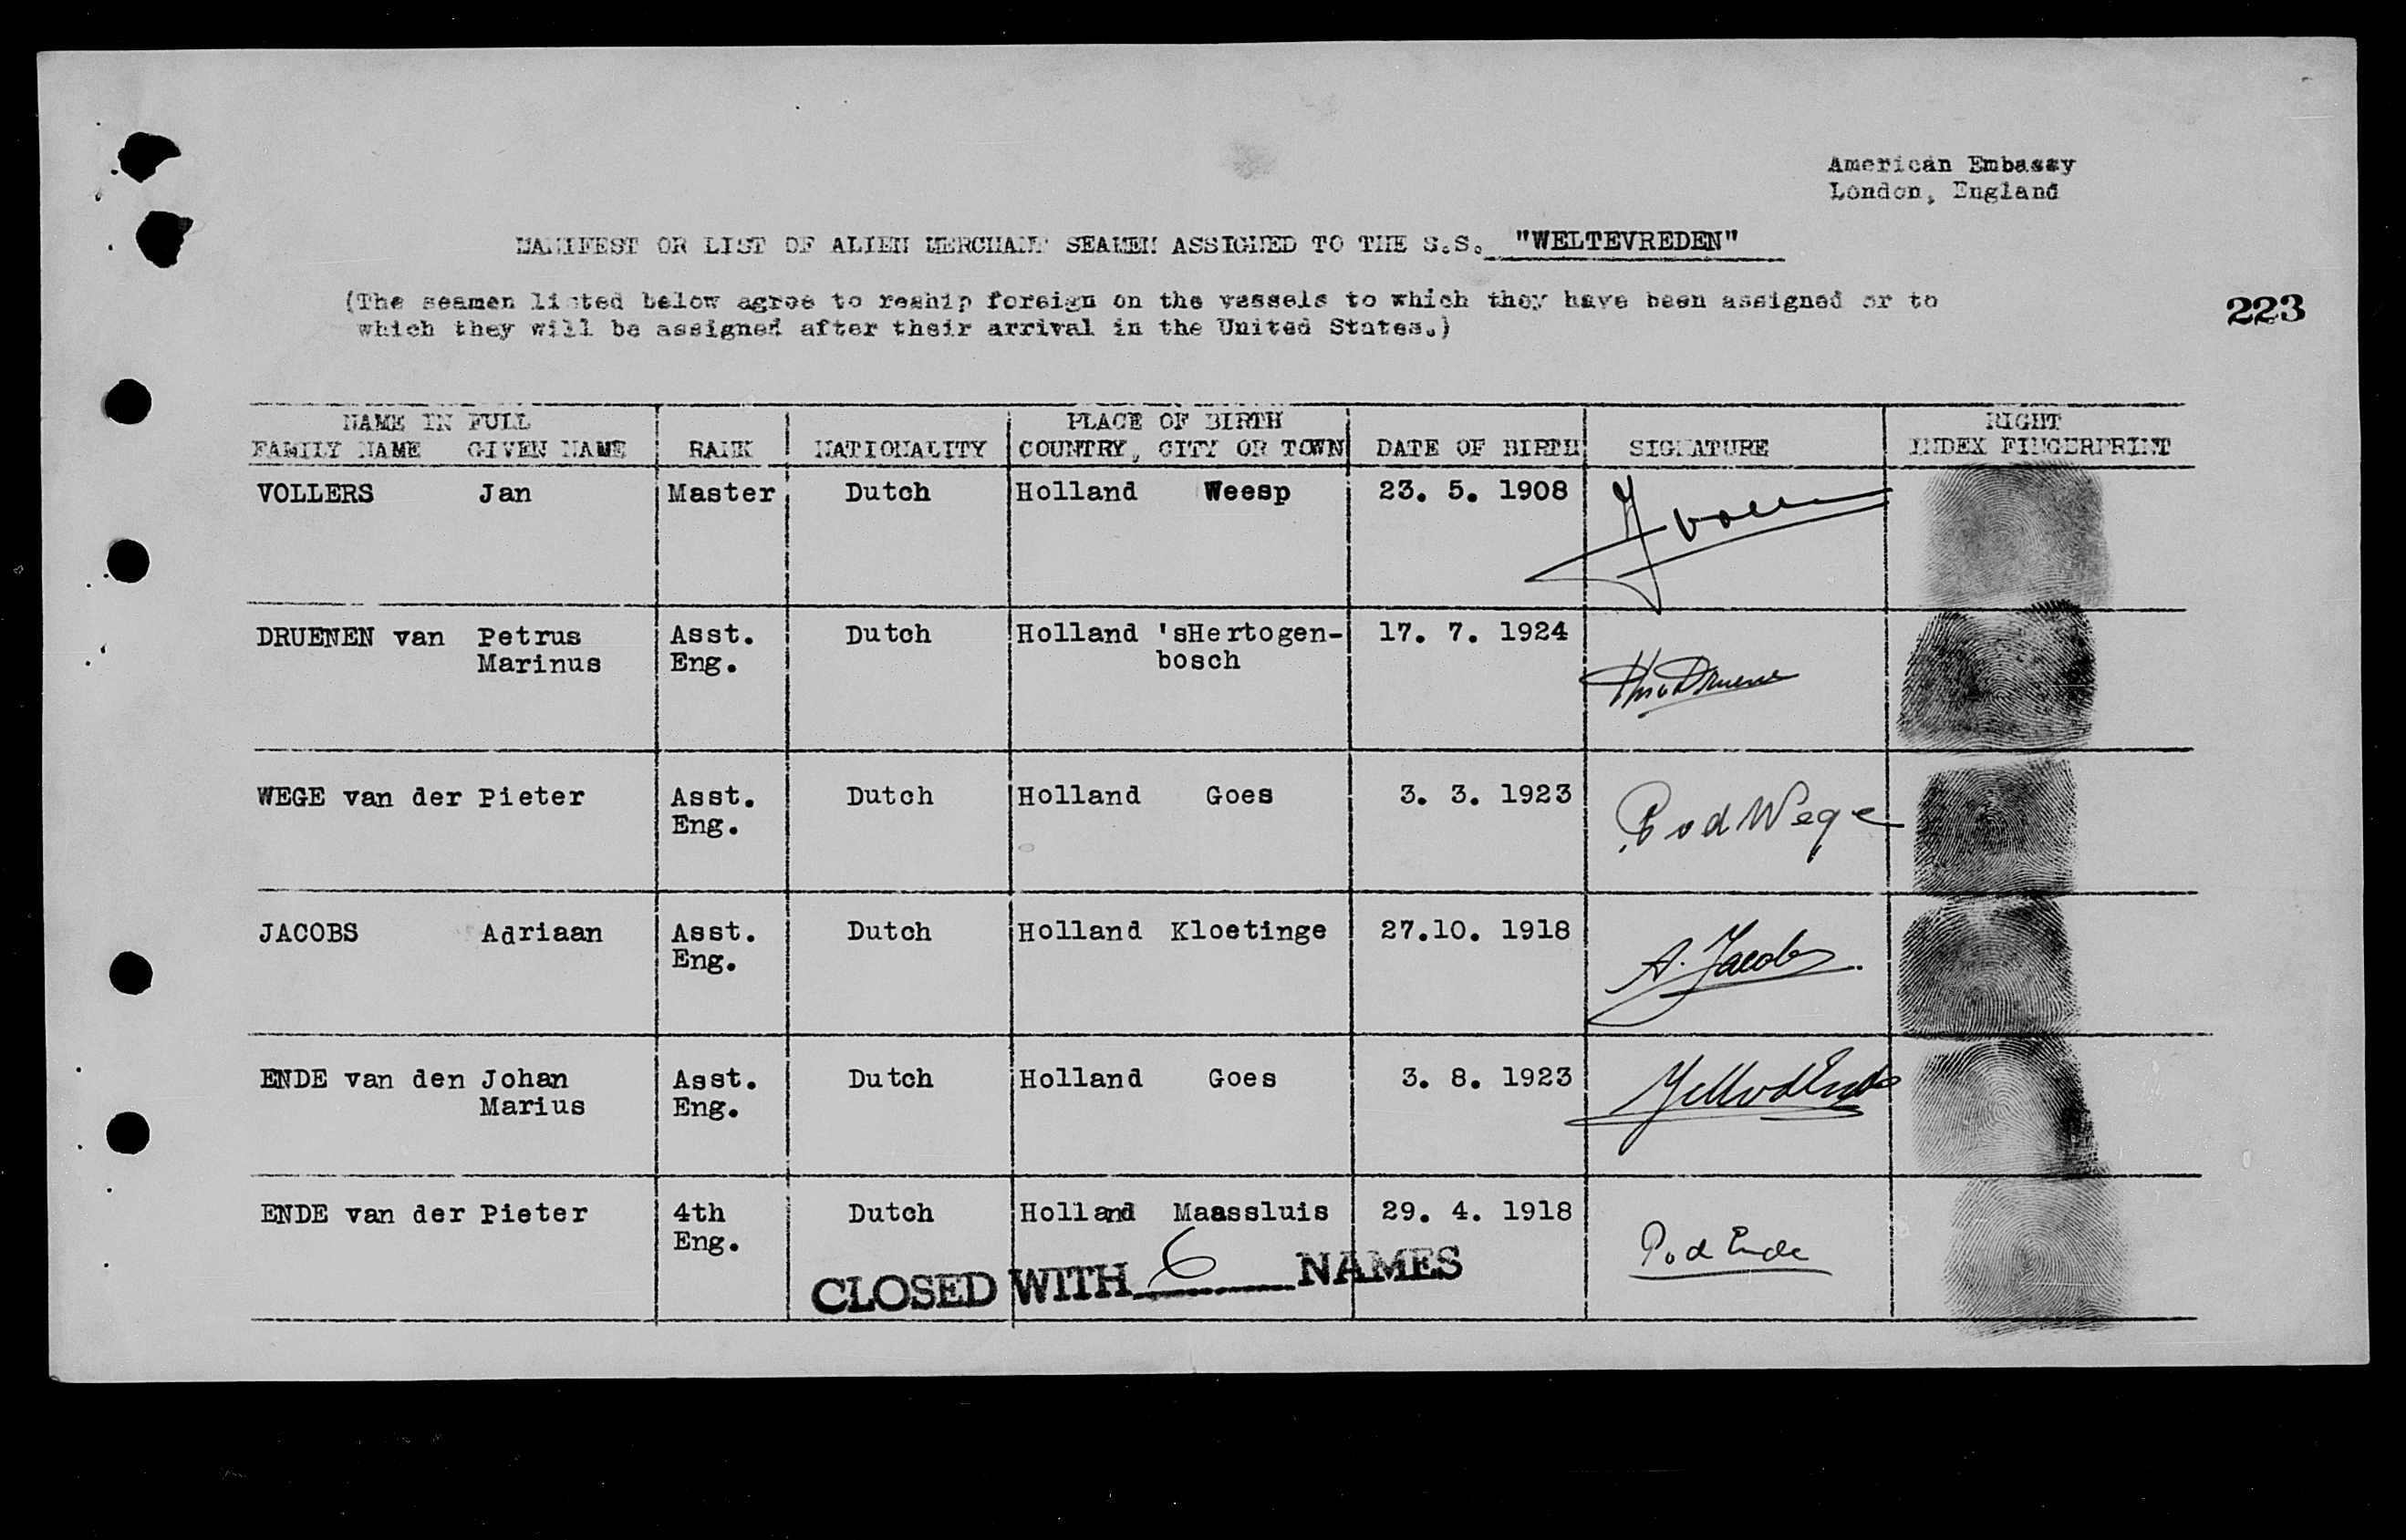 American Embassy
London, England
MANIFEST OR LIST OF ALIEN MERCHANT SEAMEN ASSIGNED TO THE S.S. "WELTEVREDEN"
(The seamen listed below agree to reship foreign on the vessels to which they have been assigned or to
which they will be assigned after their arrival in the United States.)
223
NAME IN FULL PLACE OF BIRTH RIGHT
FAMILY NAME GIVEN NAME RANK NATIONALITY COUNTRY, CITY OR TOWN DATE OF BIRTH SIGNATURE INDEX FINGERPRINT
VOLLERS Jan Master Dutch Holland Weesp 23. 5. 1908
DRUENEN van Petrus Asst. Dutch Holland 'sHertogen- 17. 7. 1924
Marinus Eng. bosch
WEGE van der Pieter Asst. Dutch Holland Goes 3. 3. 1923
Eng. P v d Wege
JACOBS Adriaan Asst. Dutch Holland Kloetinge 27.10. 1918
Eng. A. Jacobs.
ENDE van den Johan Asst. Dutch Holland Goes 3. 8. 1923
Marius Eng.
ENDE van der Pieter 4th Dutch Holland Maassluis 29. 4. 1918
Eng. P v d Ende
CLOSED WITH 6 NAMES